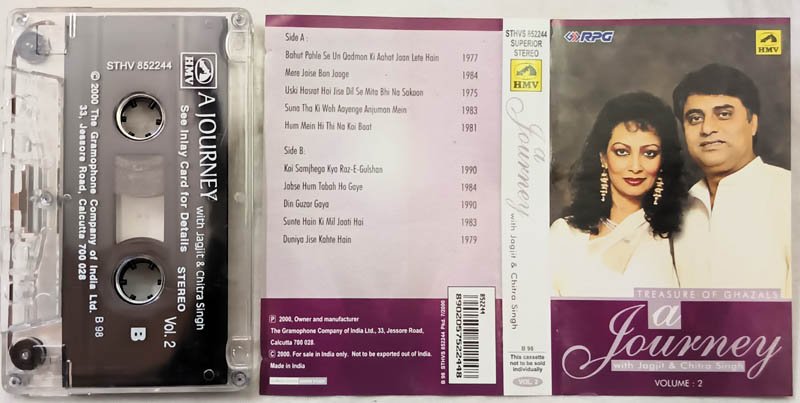 STHV 852244
HMV
A JOURNEY
with Jagjit & Chitra Singh
See Inlay Card for Details
STEREO
Vol. 2
B
B 98
℗ 2000 The Gramophone Company of India Ltd.
33, Jessore Road, Calcutta 700 028
Side A :
Bahut Pahle Se Un Qadmon Ki Aahat Jaan Lete Hain 1977
Mere Jaise Ban Jaoge 1984
Uski Hasrat Hai Jise Dil Se Mita Bhi Na Sakoon 1975
Suna Tha Ki Woh Aayenge Anjuman Mein 1983
Hum Mein Hi Thi Na Koi Baat 1981
Side B:
Koi Samjhega Kya Raz-E-Gulshan 1990
Jabse Hum Tabah Ho Gaye 1984
Din Guzar Gaya 1990
Sunte Hain Ki Mil Jaati Hai 1983
Duniya Jise Kahte Hain 1979
℗ 2000, Owner and manufacturer
The Gramophone Company of India Ltd., 33, Jessore Road,
Calcutta 700 028.
© 2000. For sale in India only. Not to be exported out of India.
Made in India
852244
8902057522448
STHVS 852244
SUPERIOR
STEREO
HMV
a Journey
with Jagjit & Chitra Singh
B 98
This cassette
not to be sold
individually
VOL. 2
RPG
HMV
TREASURE OF GHAZALS
a
Journey
with Jagjit & Chitra Singh
VOLUME : 2